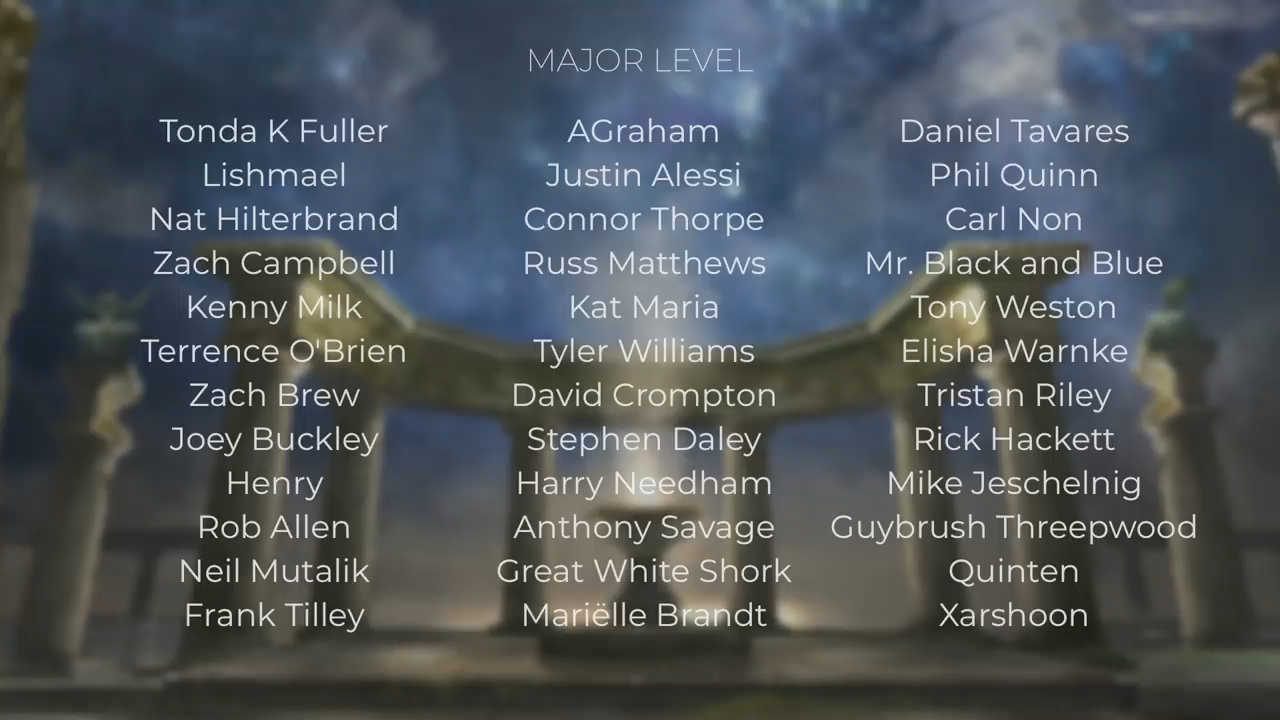 MAJOR LEVEL
Tonda K Fuller
Lishmael
Nat Hilterbrand
Zach Campbell
Kenny Milk
Terrence O'Brien
Zach Brew
Joey Buckley
Henry
Rob Allen
Neil Mutalik
Frank Tilley
AGraham
Justin Alessi
Connor Thorpe
Russ Matthews
Kat Maria
Tyler Williams
David Crompton
Stephen Daley
Harry Needham
Anthony Savage
Great White Shork
Mariëlle Brandt
Daniel Tavares
Phil Quinn
Carl Non
Mr. Black and Blue
Tony Weston
Elisha Warnke
Tristan Riley
Rick Hackett
Mike Jeschelnig
Guybrush Threepwood
Quinten
Xarshoon